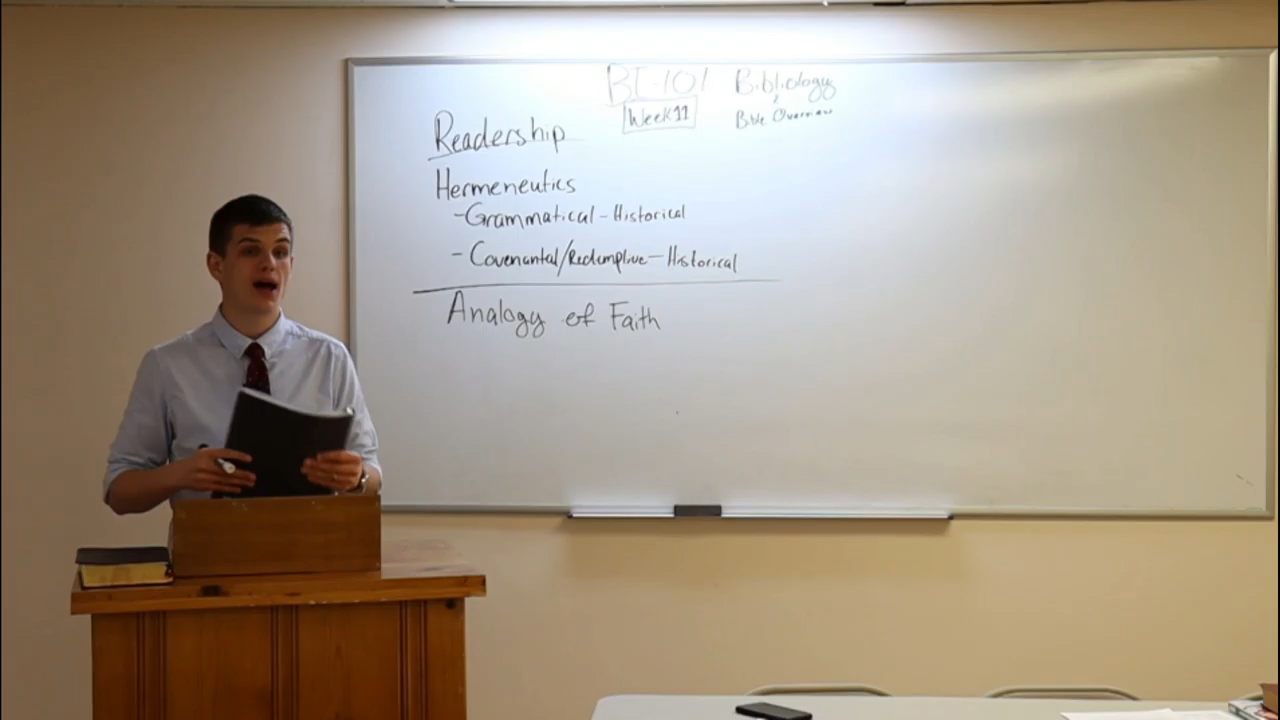 BI-101 Bibliology
&
Week 11 Bible Overview
Readership
Hermeneutics
-Grammatical-Historical
-Covenantal/Redemptive-Historical
Analogy of Faith